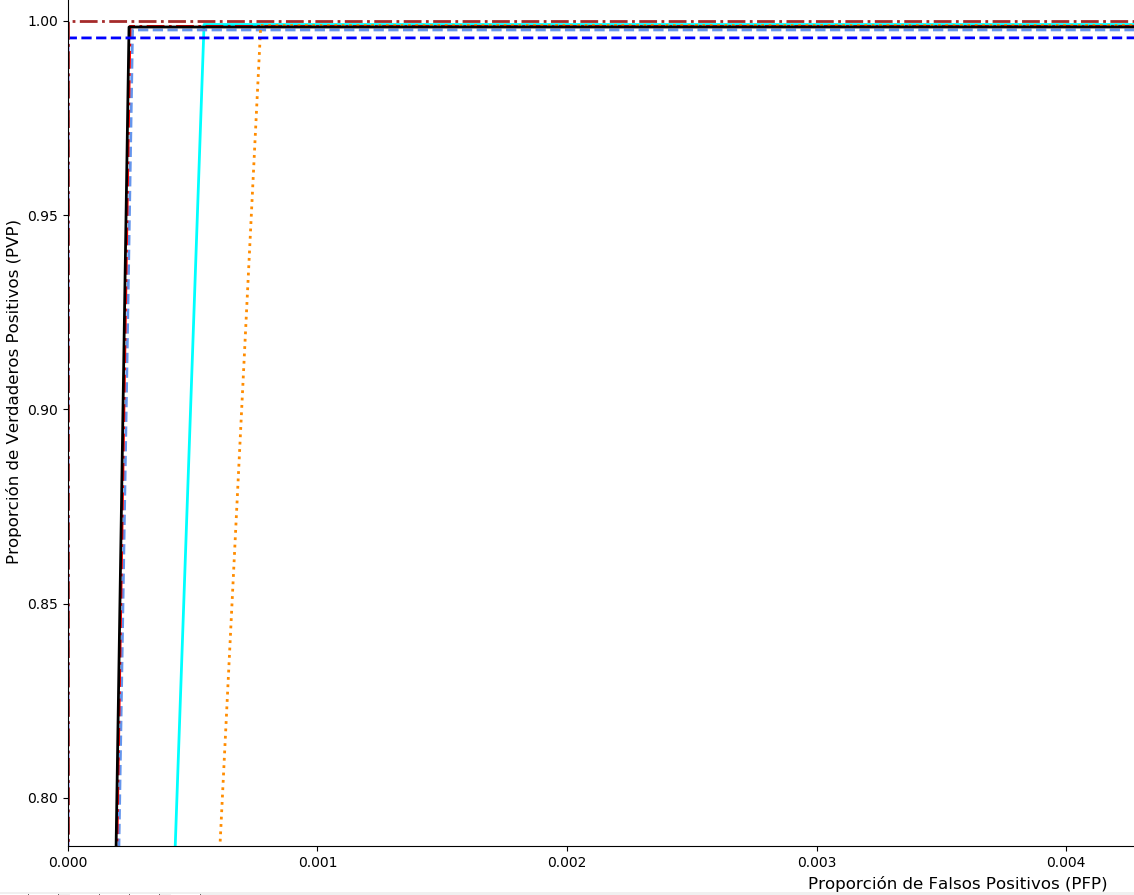 1.00
0.95
0.90
0.85
0.80
Proporción de Verdaderos Positivos (PVP)
0.000 0.001 0.002 0.003 0.004
Proporción de Falsos Positivos (PFP)